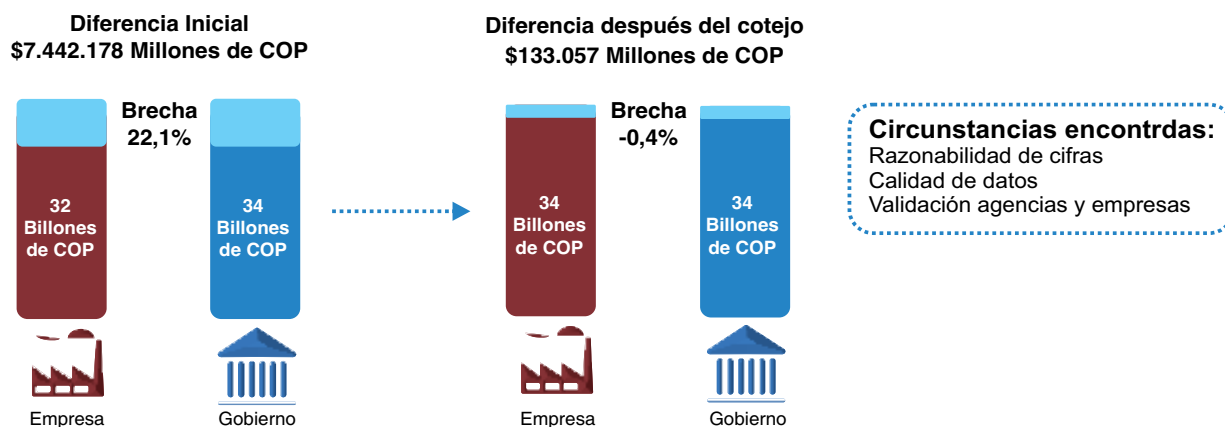 Diferencia Inicial
$7.442.178 Millones de COP
Brecha
22,1%
32
Billones
de COP
34
Billones
de COP
Empresa
Gobierno
Diferencia después del cotejo
$133.057 Millones de COP
Brecha
-0,4%
34
Billones
de COP
34
Billones
de COP
Empresa
Gobierno
Circunstancias encontrdas:
Razonabilidad de cifras
Calidad de datos
Validación agencias y empresas